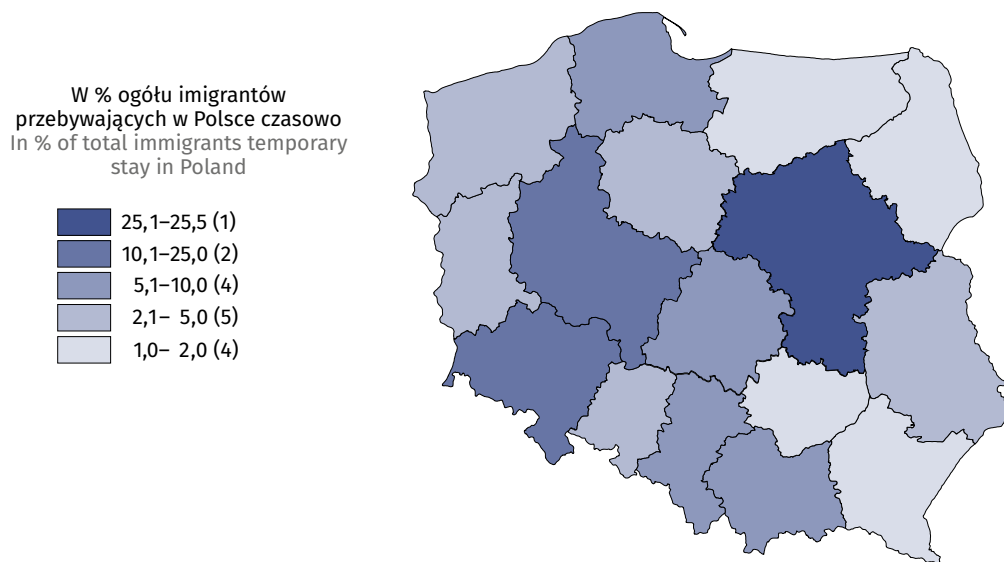 W % ogółu imigrantów
przebywających w Polsce czasowo
In % of total immigrants temporary
stay in Poland
25,1–25,5 (1)
10,1–25,0 (2)
5,1–10,0 (4)
2,1– 5,0 (5)
1,0– 2,0 (4)